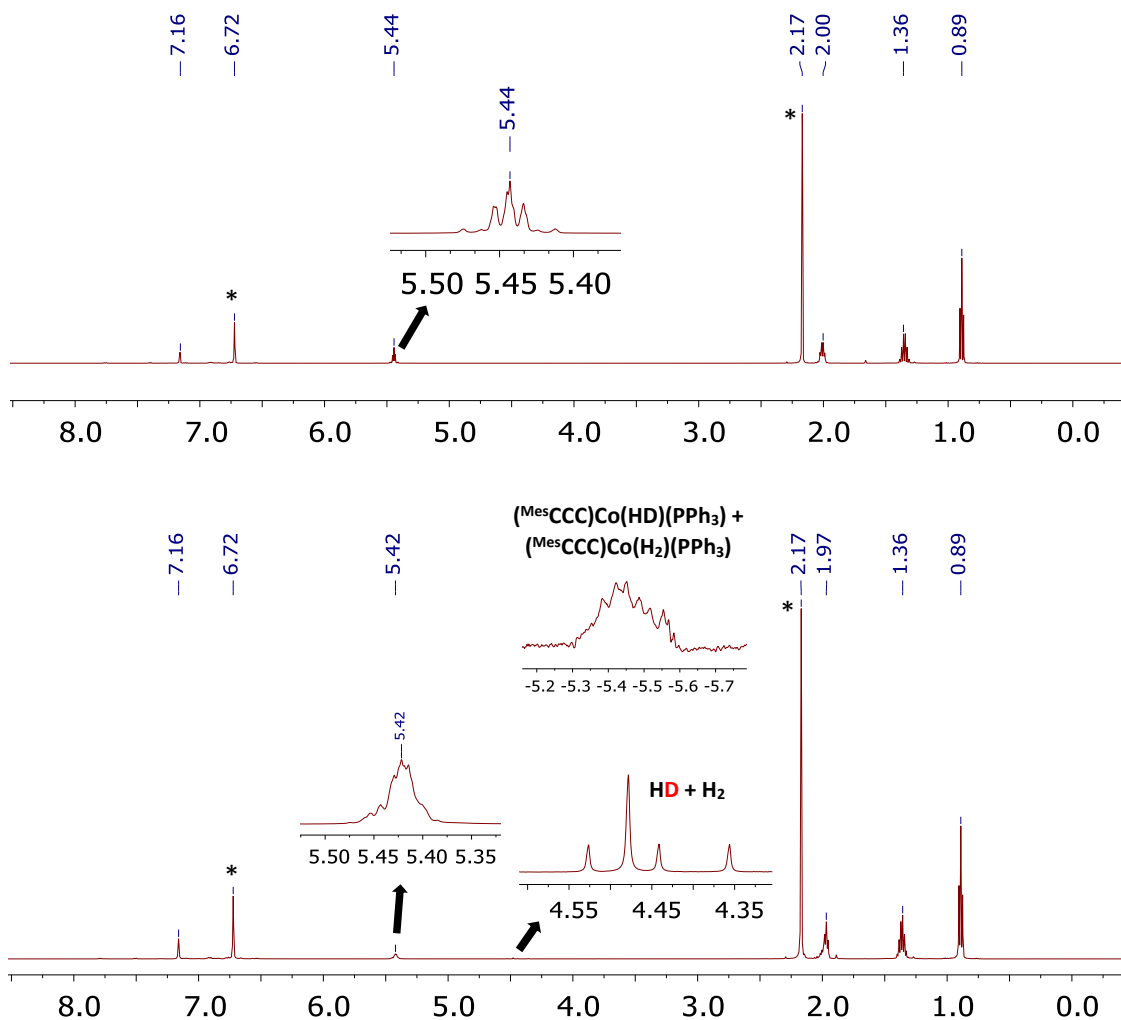 7.16 6.72 5.44 2.17 2.00 1.36 0.89
*
5.44
5.50 5.45 5.40
*
8.0 7.0 6.0 5.0 4.0 3.0 2.0 1.0 0.0
(MesCCC)Co(HD)(PPh3) +
(MesCCC)Co(H2)(PPh3)
7.16 6.72 5.42 2.17 1.97 1.36 0.89
*
-5.2 -5.3 -5.4 -5.5 -5.6 -5.7
5.42
HD + H2
5.50 5.45 5.40 5.35
*
4.55 4.45 4.35
8.0 7.0 6.0 5.0 4.0 3.0 2.0 1.0 0.0